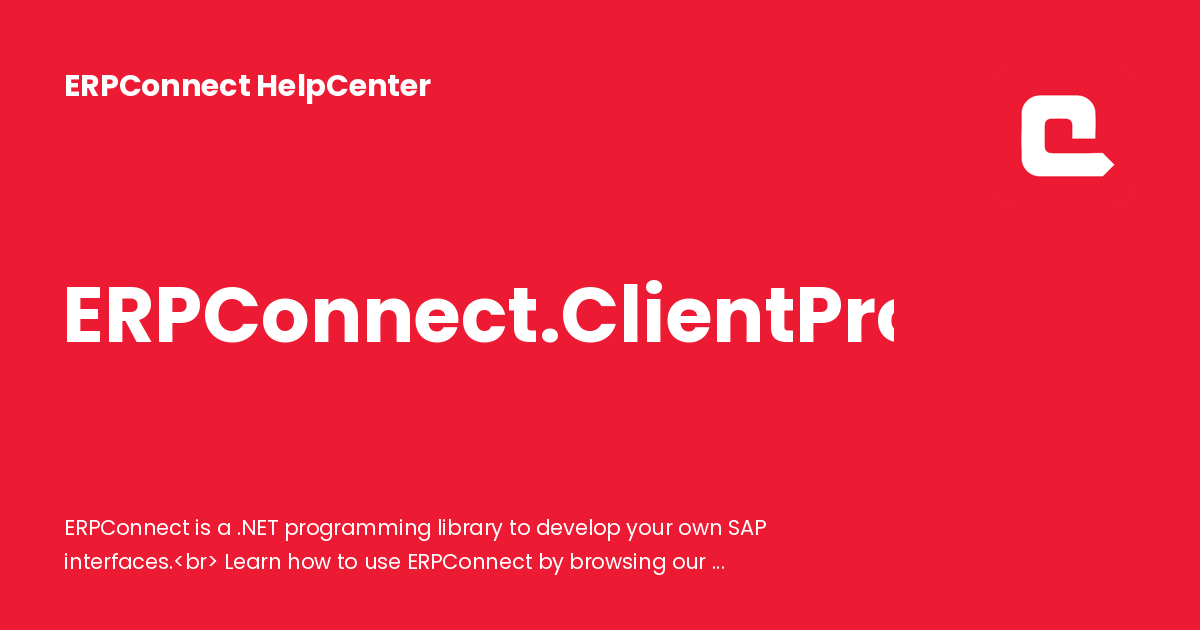 ERPConnect HelpCenter
ERPConnect.ClientPro
ERPConnect is a .NET programming library to develop your own SAP
interfaces.<br> Learn how to use ERPConnect by browsing our ...